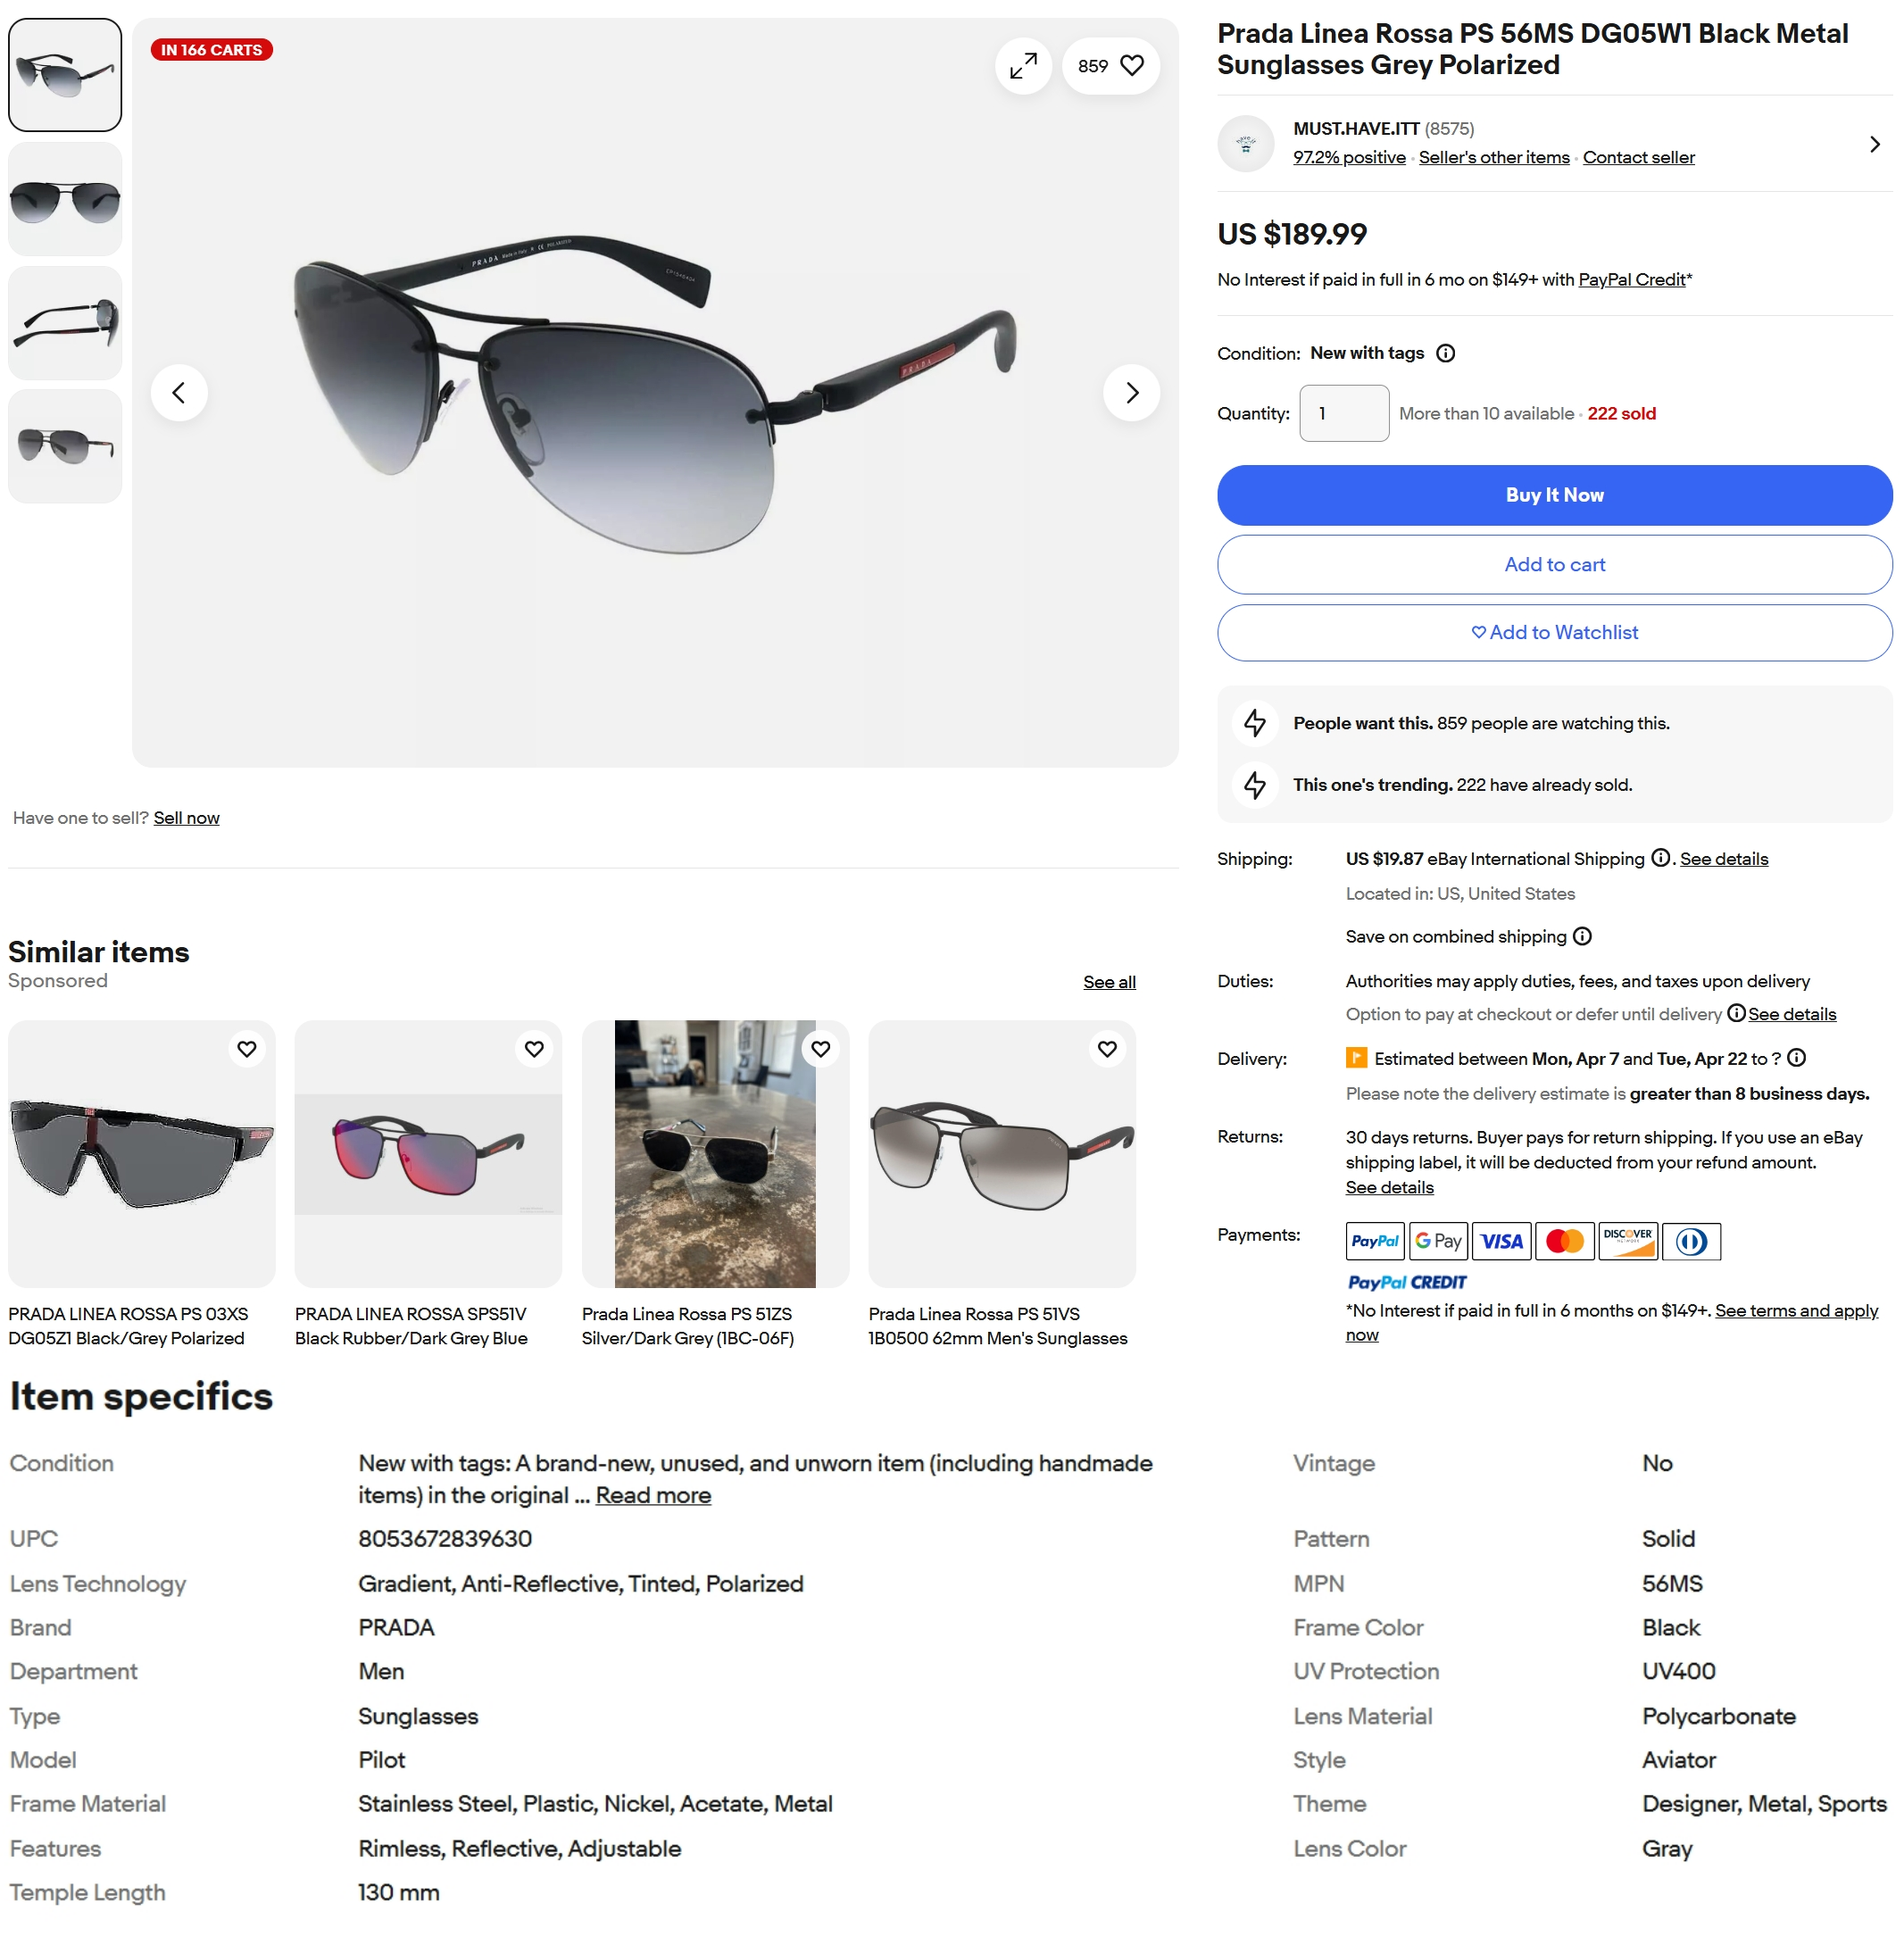 IN 166 CARTS
859
PRADA Made in Italy CE POLARIZED
PRADA
Have one to sell? Sell now
Similar items
Sponsored
See all
PRADA LINEA ROSSA PS 03XS
DG05Z1 Black/Grey Polarized
PRADA LINEA ROSSA SPS51V
Black Rubber/Dark Grey Blue
Prada Linea Rossa PS 51ZS
Silver/Dark Grey (1BC-06F)
Prada Linea Rossa PS 51VS
1B0500 62mm Men's Sunglasses
Prada Linea Rossa PS 56MS DG05W1 Black Metal
Sunglasses Grey Polarized
MUST.HAVE.ITT (8575)
97.2% positive · Seller's other items · Contact seller
US $189.99
No Interest if paid in full in 6 mo on $149+ with PayPal Credit*
Condition: New with tags
Quantity: 1 More than 10 available · 222 sold
Buy It Now
Add to cart
Add to Watchlist
People want this. 859 people are watching this.
This one's trending. 222 have already sold.
Shipping: US $19.87 eBay International Shipping . See details
Located in: US, United States
Save on combined shipping
Duties: Authorities may apply duties, fees, and taxes upon delivery
Option to pay at checkout or defer until delivery See details
Delivery: Estimated between Mon, Apr 7 and Tue, Apr 22 to ?
Please note the delivery estimate is greater than 8 business days.
Returns: 30 days returns. Buyer pays for return shipping. If you use an eBay
shipping label, it will be deducted from your refund amount.
See details
Payments: PayPal G Pay VISA DISCOVER NETWORK
PayPal CREDIT
*No Interest if paid in full in 6 months on $149+. See terms and apply
now
Item specifics
Condition New with tags: A brand-new, unused, and unworn item (including handmade
items) in the original ... Read more
Vintage No
UPC 8053672839630
Pattern Solid
Lens Technology Gradient, Anti-Reflective, Tinted, Polarized
MPN 56MS
Brand PRADA
Frame Color Black
Department Men
UV Protection UV400
Type Sunglasses
Lens Material Polycarbonate
Model Pilot
Style Aviator
Frame Material Stainless Steel, Plastic, Nickel, Acetate, Metal
Theme Designer, Metal, Sports
Features Rimless, Reflective, Adjustable
Lens Color Gray
Temple Length 130 mm